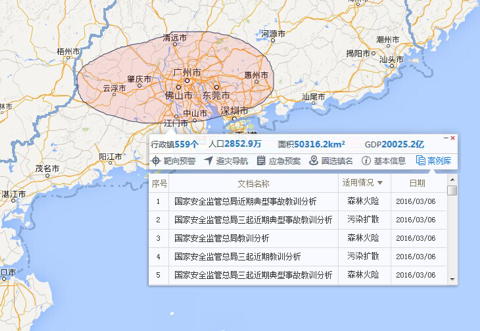 清远市
河源市
梅州市
潮州市
揭阳市
汕头市
梧州市
广州市
惠州市
肇庆市
云浮市
佛山市
东莞市
汕尾市
深圳市
中山市
江门市
阳江市
茂名市
湛江市
口市
行政镇559个 人口2852.9万 面积50316.2km² GDP20025.2亿
靶向预警 巡灾导航 应急预案 圈选镇名 基本信息 案例库
序号 文档名称 适用情况 日期
1 国家安全监管总局近期典型事故教训分析 森林火险 2016/03/06
2 国家安全监管总局三起近期典型事故教训分析 污染扩散 2016/03/06
3 国家安全监管总局教训分析 森林火险 2016/03/06
4 国家安全监管总局三起近期教训分析 污染扩散 2016/03/06
5 国家安全监管总局三起近期典型事故教训分析 森林火险 2016/03/06